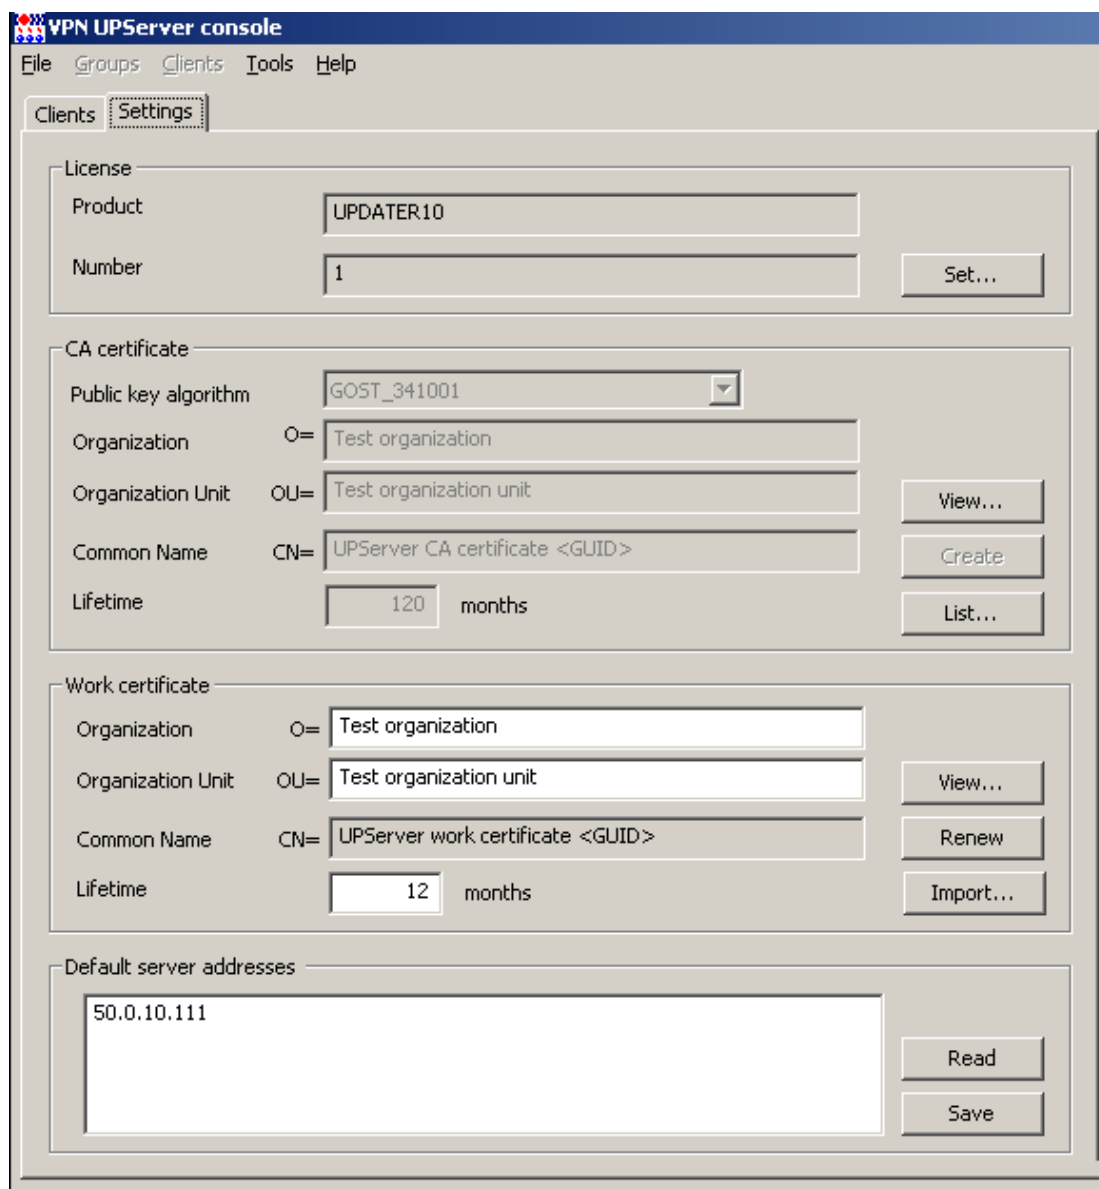 VPN UPServer console
File Groups Clients Tools Help
Clients Settings
License
Product UPDATER10
Number 1 Set...
CA certificate
Public key algorithm GOST_341001
Organization O= Test organization
Organization Unit OU= Test organization unit View...
Common Name CN= UPServer CA certificate <GUID> Create
Lifetime 120 months List...
Work certificate
Organization O= Test organization
Organization Unit OU= Test organization unit View...
Common Name CN= UPServer work certificate <GUID> Renew
Lifetime 12 months Import...
Default server addresses
50.0.10.111
Read
Save